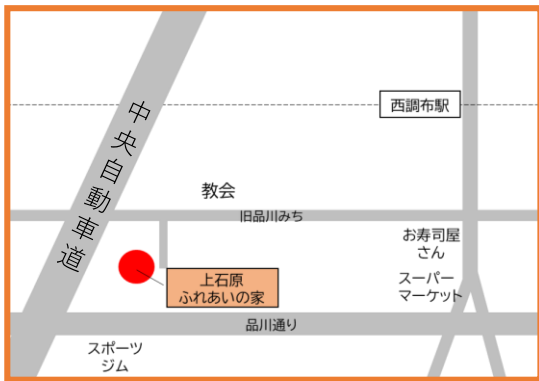 西調布駅
中央自動車道
教会
旧品川みち
お寿司屋
さん
上石原
ふれあいの家
スーパー
マーケット
品川通り
スポーツ
ジム